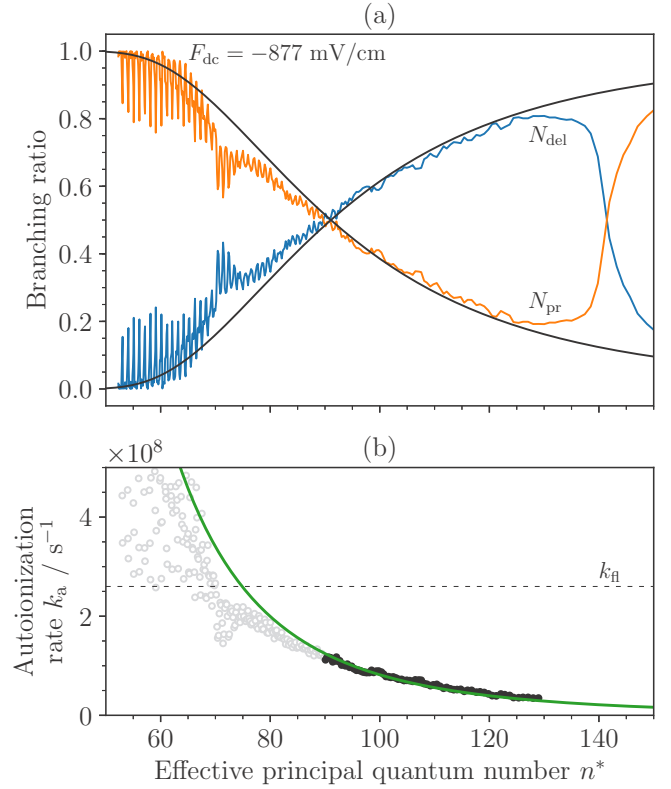 (a)
F_dc = −877 mV/cm
1.0
0.8
0.6
0.4
0.2
0.0
Branching ratio
N_del
N_pr
(b)
×10^8
4
2
0
Autoionization
rate k_a / s^−1
k_fl
60
80
100
120
140
Effective principal quantum number n*